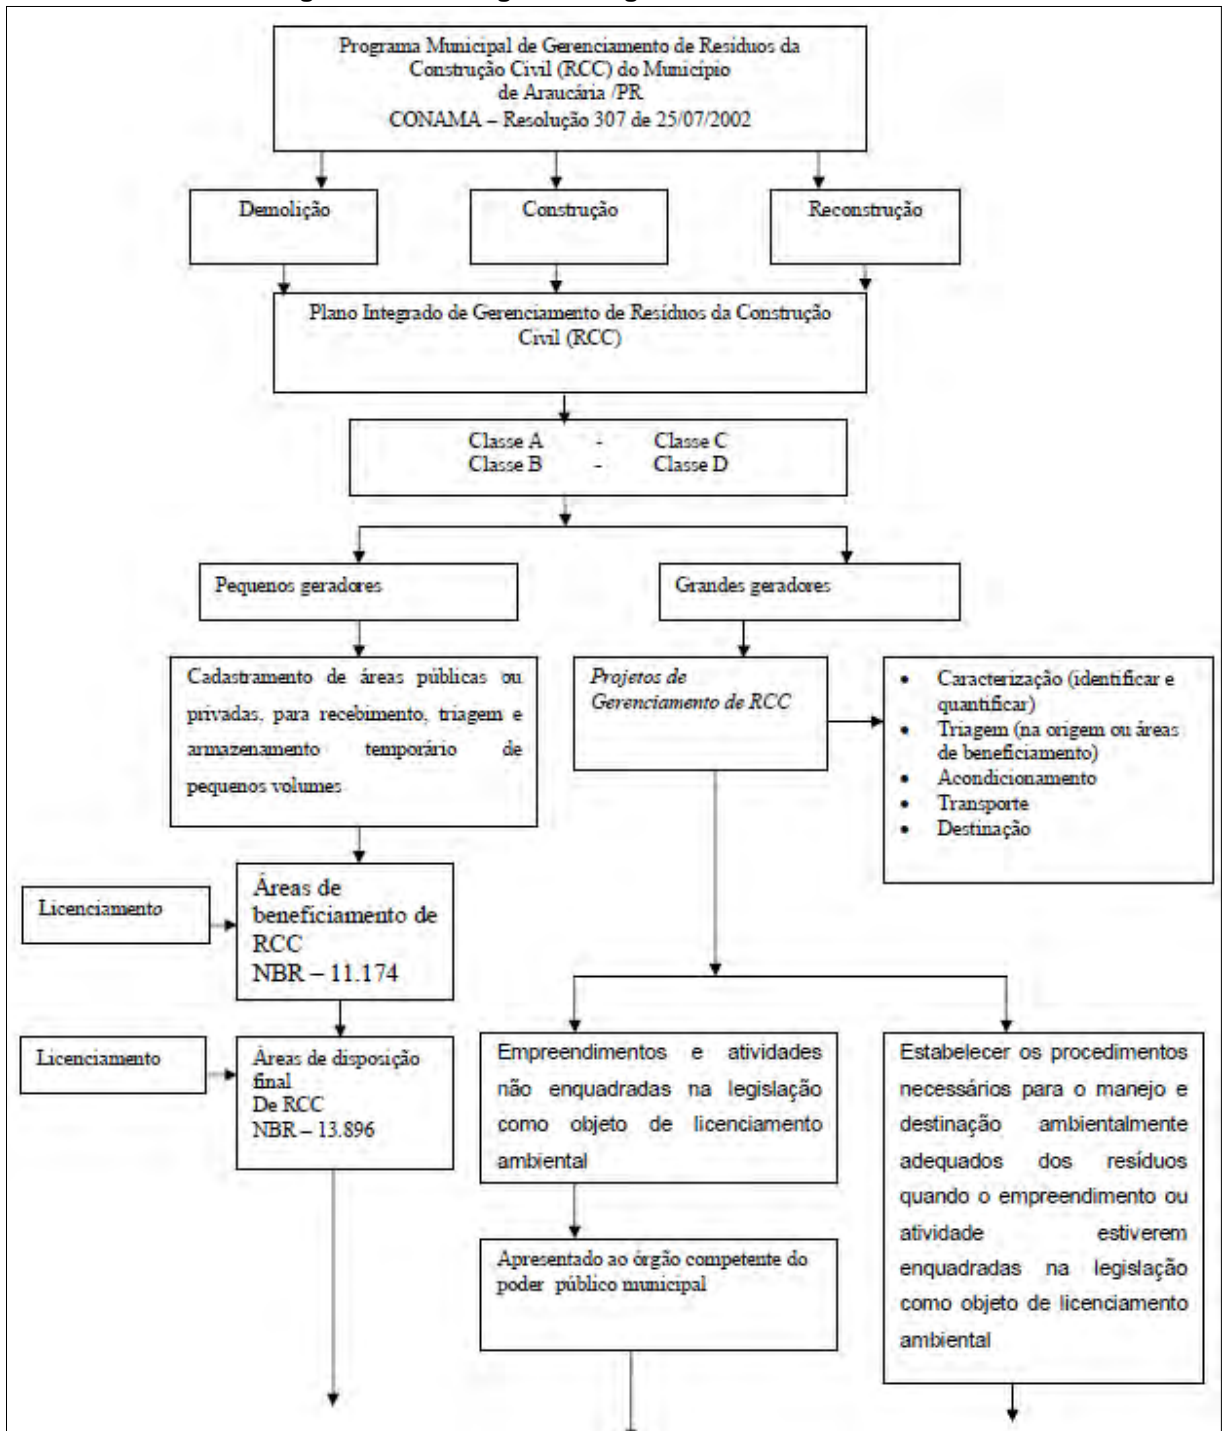 Programa Municipal de Gerenciamento de Resíduos da
Construção Civil (RCC) do Município
de Araucária /PR
CONAMA – Resolução 307 de 25/07/2002
Demolição
Construção
Reconstrução
Plano Integrado de Gerenciamento de Resíduos da Construção
Civil (RCC)
Classe A - Classe C
Classe B - Classe D
Pequenos geradores
Grandes geradores
Cadastramento de áreas públicas ou
privadas, para recebimento, triagem e
armazenamento temporário de
pequenos volumes
Projetos de
Gerenciamento de RCC
• Caracterização (identificar e
quantificar)
• Triagem (na origem ou áreas
de beneficiamento)
• Acondicionamento
• Transporte
• Destinação
Licenciamento
Áreas de
beneficiamento de
RCC
NBR – 11.174
Licenciamento
Áreas de disposição
final
De RCC
NBR – 13.896
Empreendimentos e atividades
não enquadradas na legislação
como objeto de licenciamento
ambiental
Apresentado ao órgão competente do
poder público municipal
Estabelecer os procedimentos
necessários para o manejo e
destinação ambientalmente
adequados dos resíduos
quando o empreendimento ou
atividade estiverem
enquadradas na legislação
como objeto de licenciamento
ambiental